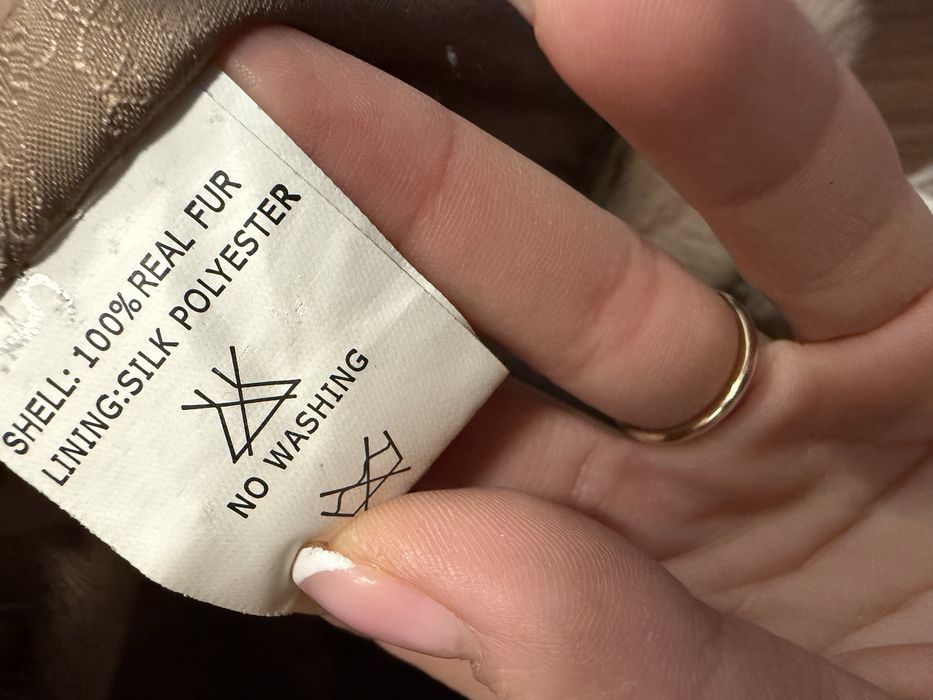 SHELL: 100% REAL FUR
LINING:SILK POLYESTER
NO WASHING